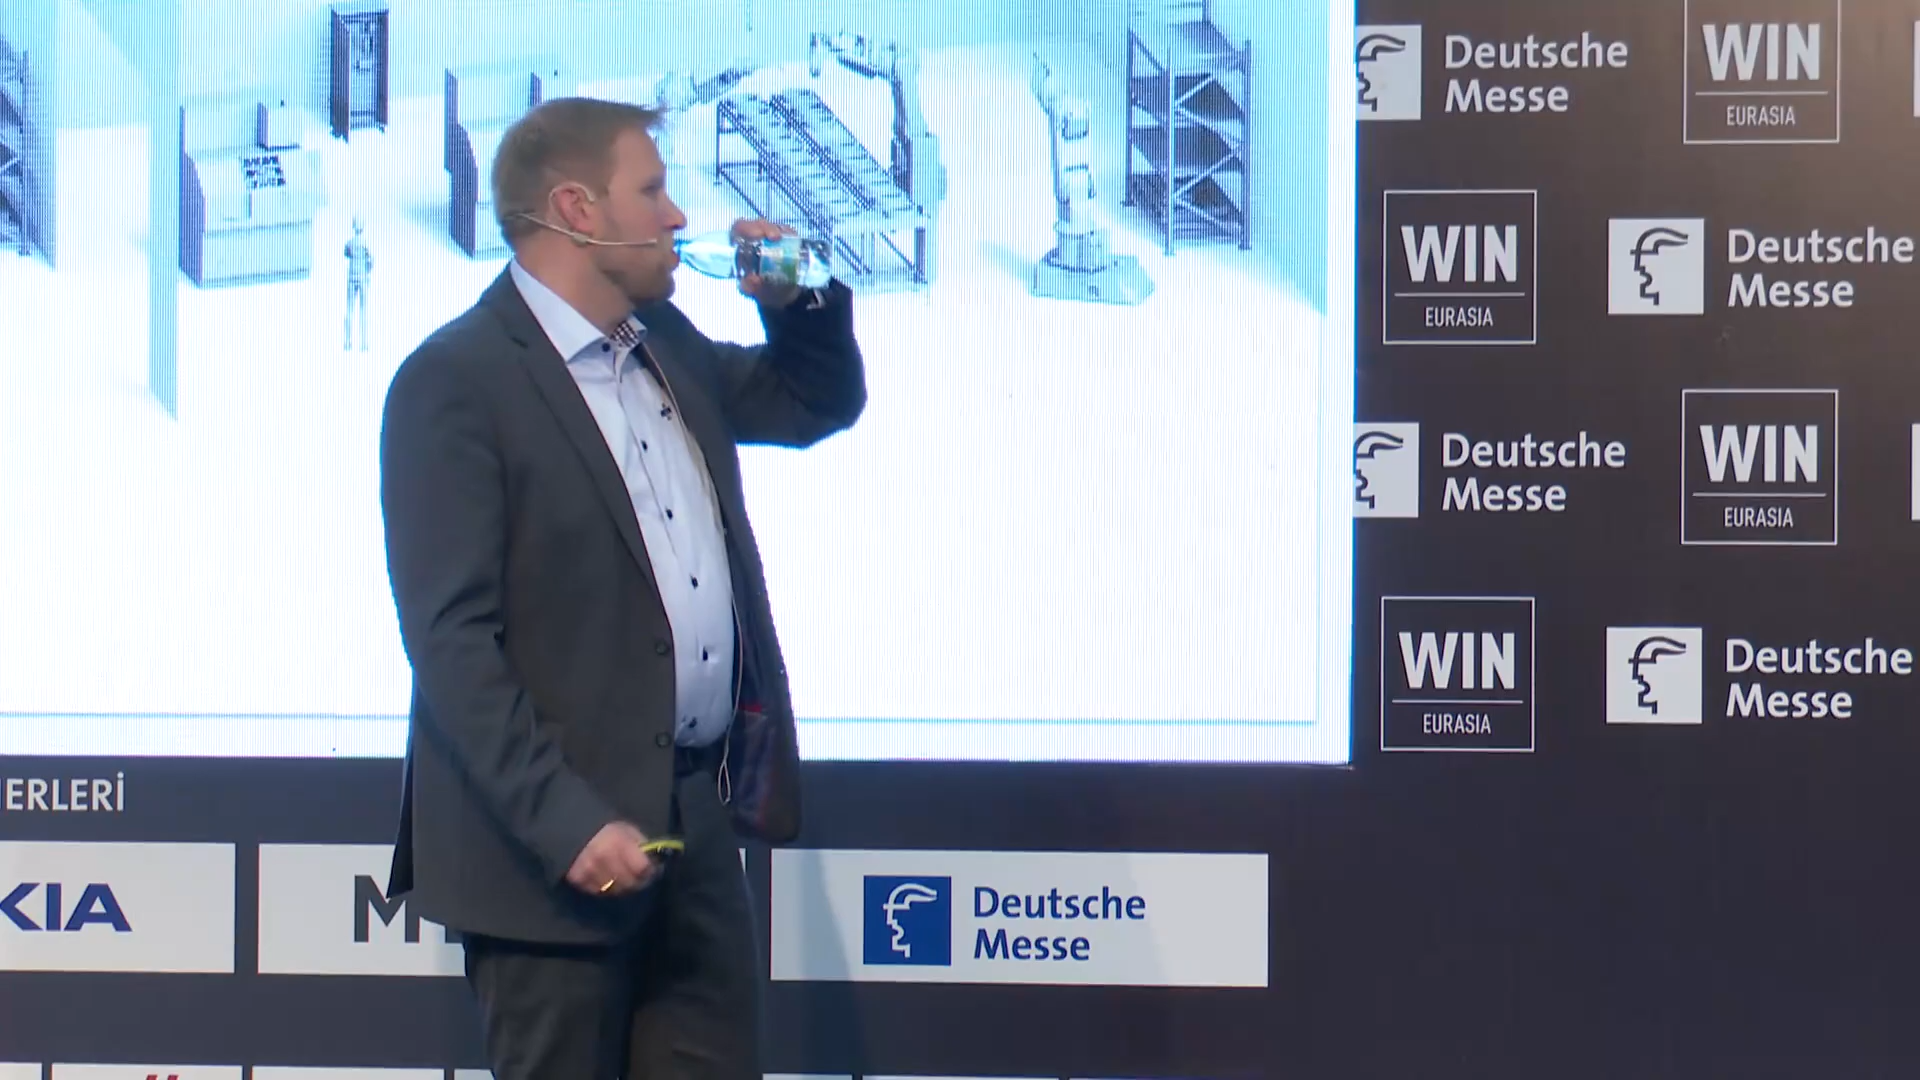 Deutsche
Messe
WIN
EURASIA
WIN
EURASIA
Deutsche
Messe
Deutsche
Messe
WIN
EURASIA
WIN
EURASIA
Deutsche
Messe
ERLERİ
KIA
Deutsche
Messe